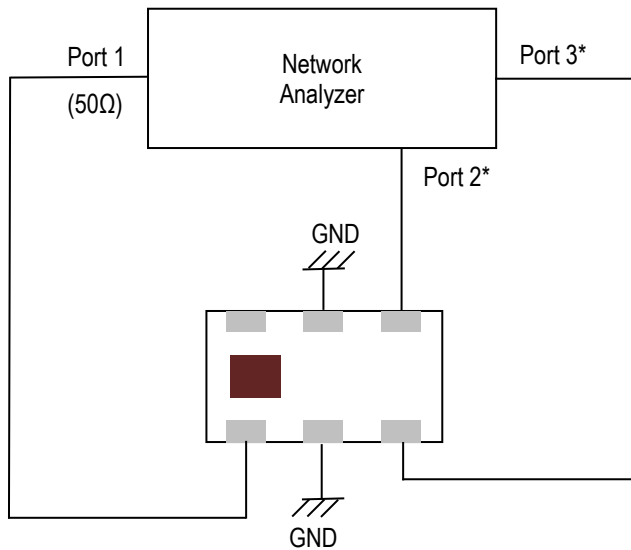 Port 1
(50Ω)
Network
Analyzer
Port 3*
Port 2*
GND
GND